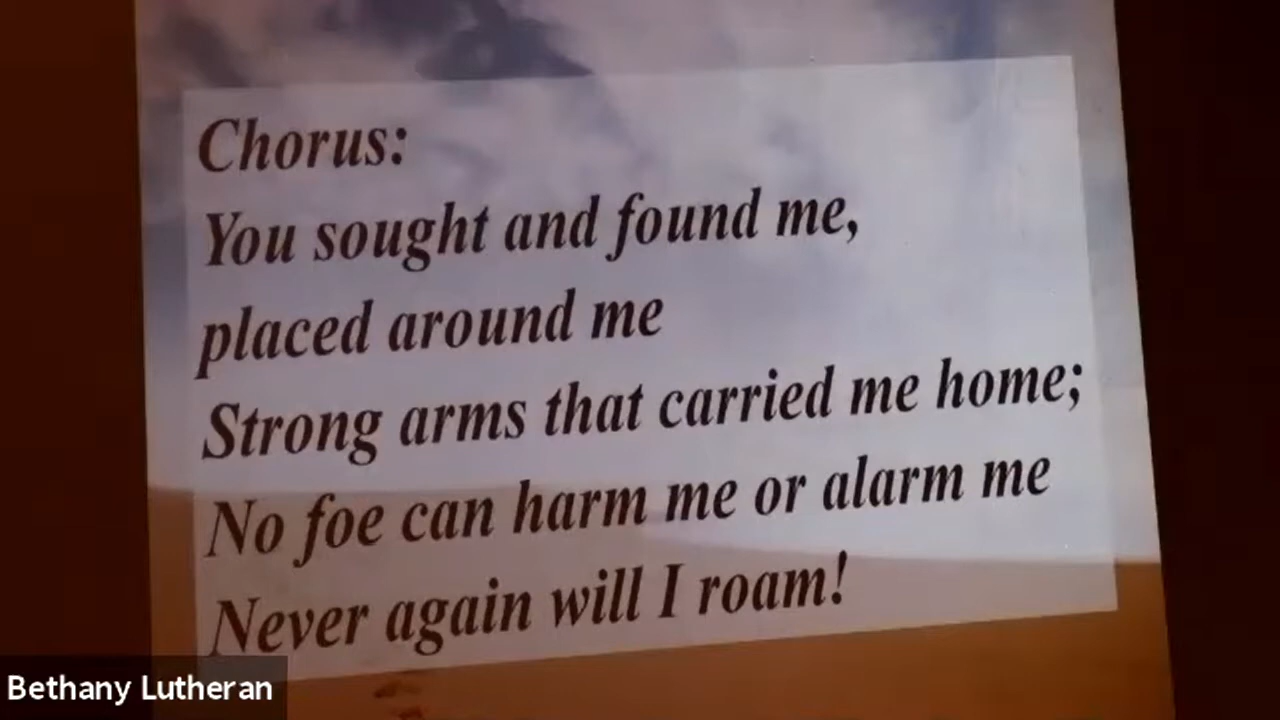 Chorus:
You sought and found me,
placed around me
Strong arms that carried me home;
No foe can harm me or alarm me
Never again will I roam!
Bethany Lutheran